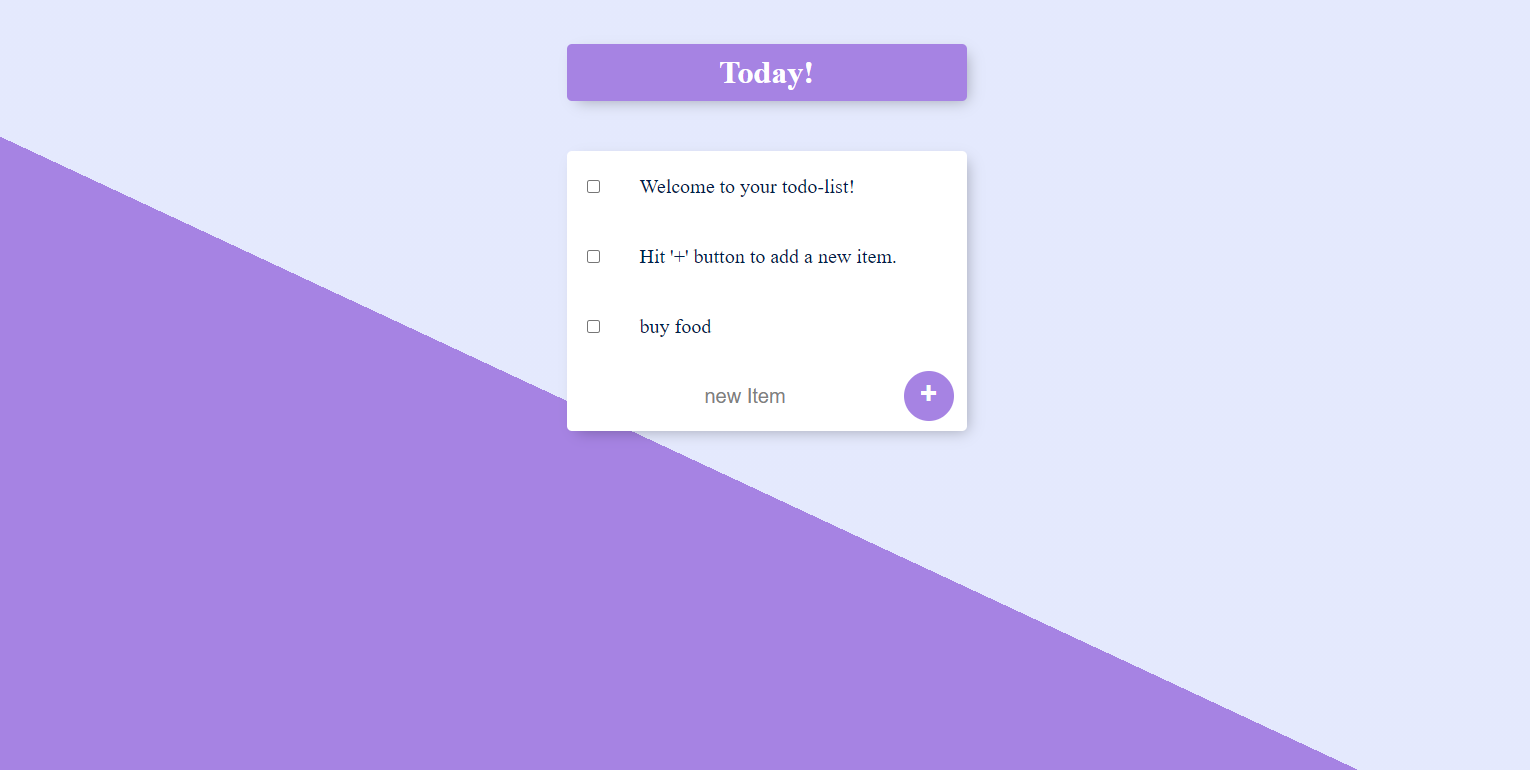 Today!
Welcome to your todo-list!
Hit '+' button to add a new item.
buy food
new Item +